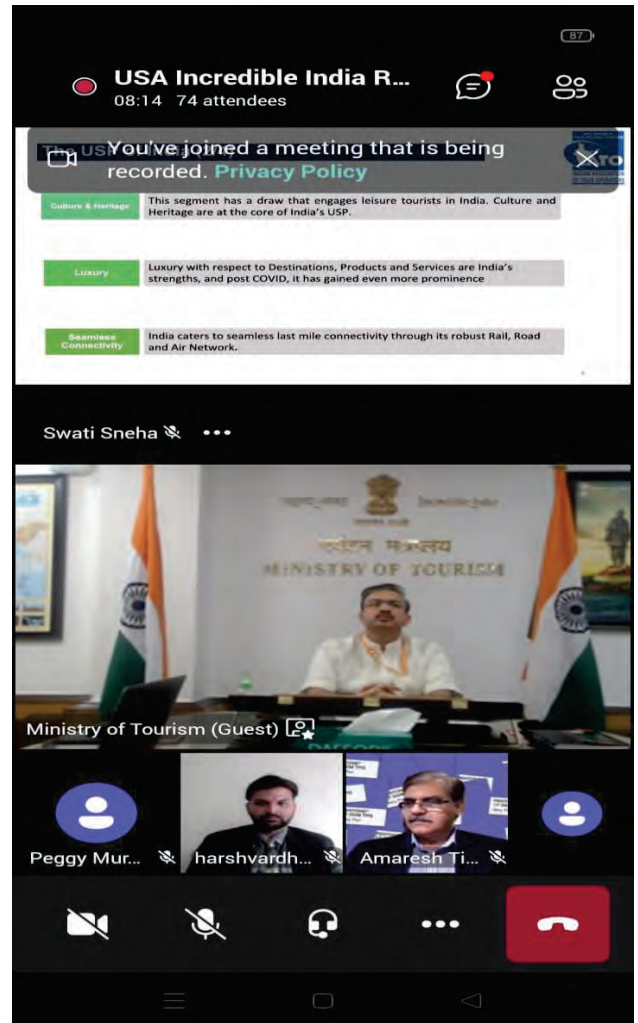 87
USA Incredible India R...
08:14 74 attendees
You've joined a meeting that is being
recorded. Privacy Policy
The USP
Culture & Heritage
This segment has a draw that engages leisure tourists in India. Culture and
Heritage are at the core of India's USP.
Luxury
Luxury with respect to Destinations, Products and Services are India's
strengths, and post COVID, it has gained even more prominence
Seamless
Connectivity
India caters to seamless last mile connectivity through its robust Rail, Road
and Air Network.
Swati Sneha
पर्यटन मंत्रालय
MINISTRY OF TOURISM
Ministry of Tourism (Guest)
Peggy Mur...
harshvardh...
Amaresh Ti...